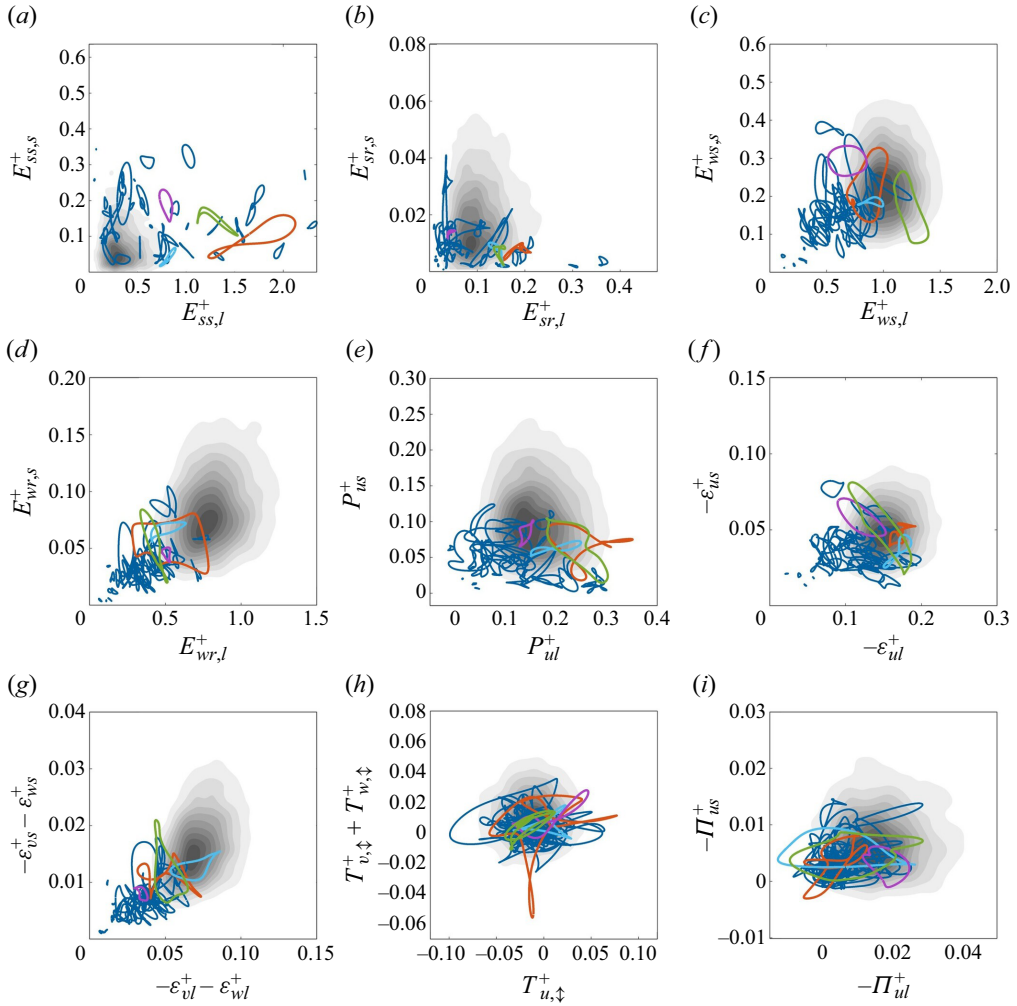 (a) (b) (c)
0.6 0.08 0.6
0.5 0.5
0.06
0.4 0.4
E⁺ss,s E⁺sr,s E⁺ws,s
0.3 0.04 0.3
0.2 0.2
0.02
0.1 0.1
0 0.5 1.0 1.5 2.0 0 0.1 0.2 0.4 0 0.5 1.0 1.5 2.0
E⁺ss,l E⁺sr,l E⁺ws,l
(d) (e) (f)
0.20 0.30 0.15
0.25
0.15
0.20 0.10
E⁺wr,s P⁺us −ε⁺us
0.10 0.15
0.10 0.05
0.05
0.05
0
0 0.5 1.0 1.5 0 0.1 0.2 0.3 0.4 0 0.1 0.2 0.3
E⁺wr,l P⁺ul −ε⁺ul
(g) (h) (i)
0.04 0.08 0.03
0.06
0.03 0.04 0.02
−ε⁺vs − ε⁺ws T⁺v,↕ + T⁺w,↕ −Π⁺us
0.02
0.02 0 0.01
−0.02
0.01 0
−0.04
−0.06 −0.01
0 0.05 0.10 0.15 −0.10 −0.05 0 0.05 0.10 0 0.02 0.04
−ε⁺vl − ε⁺wl T⁺u,↕ −Π⁺ul